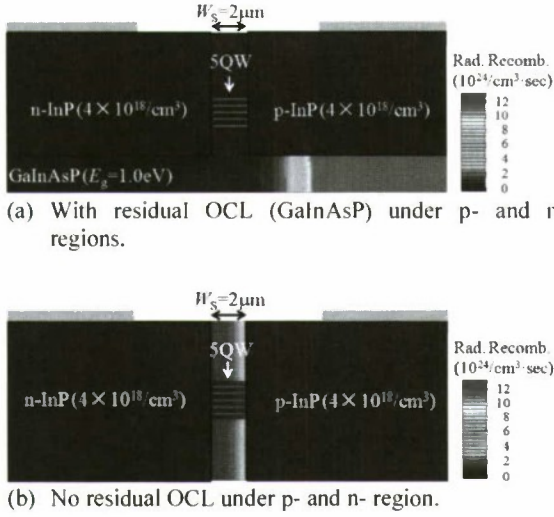 Wₛ=2μm
5QW
n-InP(4×10¹⁸/cm³)
p-InP(4×10¹⁸/cm³)
GaInAsP(E_g=1.0eV)
Rad. Recomb.
(10²⁴/cm³·sec)
12
10
8
6
4
2
0
(a) With residual OCL (GaInAsP) under p- and n
regions.
Wₛ=2μm
5QW
n-InP(4×10¹⁸/cm³)
p-InP(4×10¹⁸/cm³)
Rad. Recomb.
(10²⁴/cm³·sec)
12
10
8
6
4
2
0
(b) No residual OCL under p- and n- region.